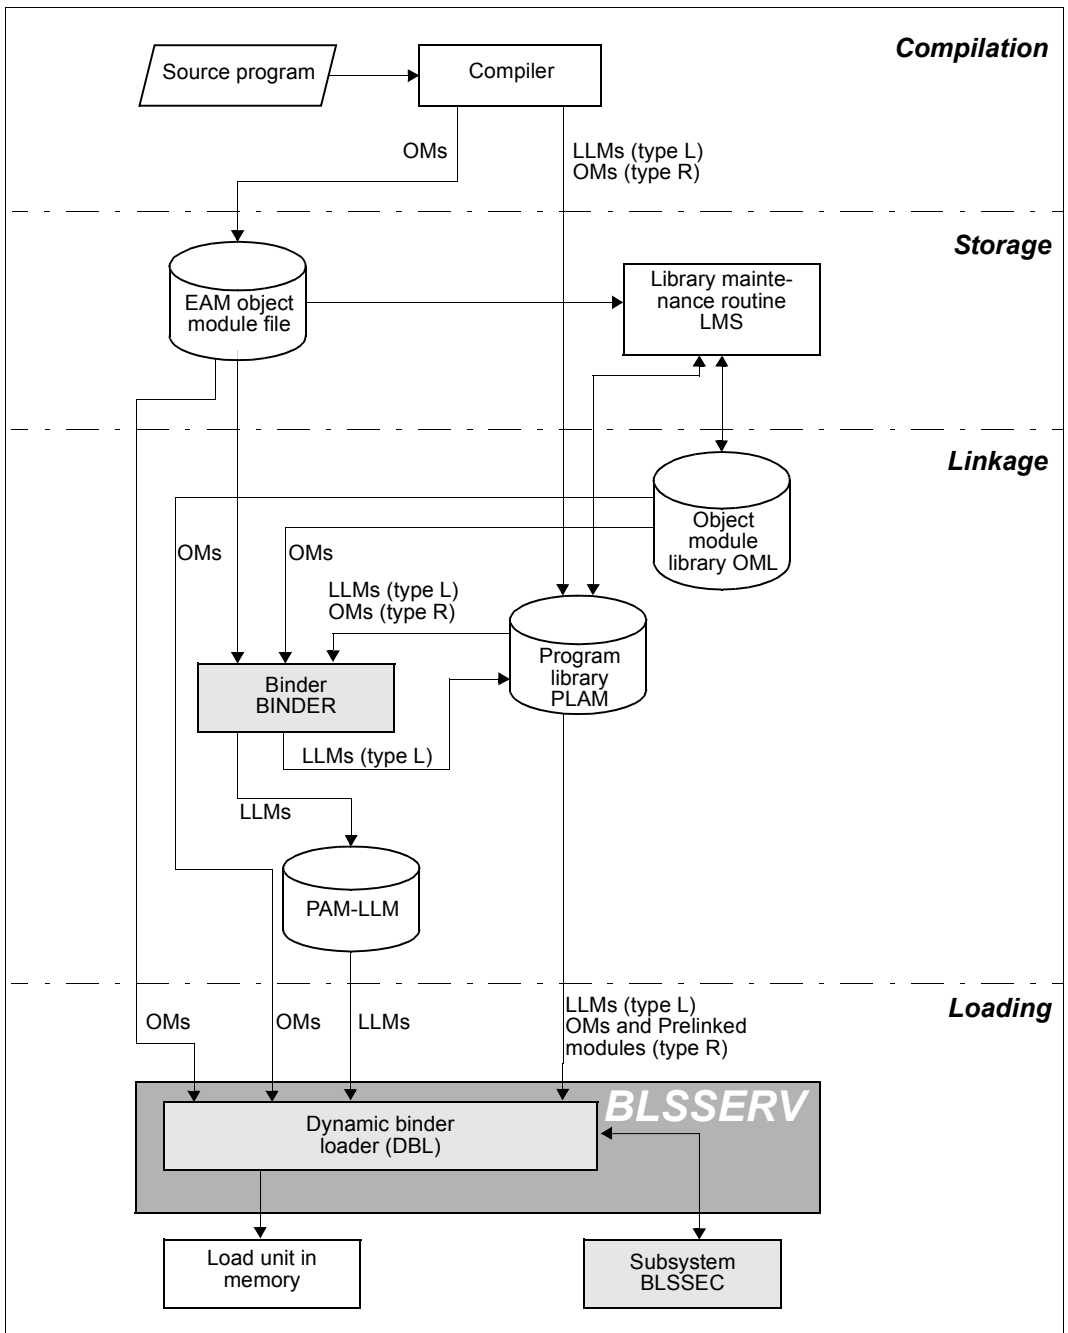 Compilation
Source program
Compiler
OMs
LLMs (type L)
OMs (type R)
Storage
EAM object
module file
Library mainte-
nance routine
LMS
Linkage
Object
module
library OML
OMs
OMs
LLMs (type L)
OMs (type R)
Program
library
PLAM
Binder
BINDER
LLMs (type L)
LLMs
PAM-LLM
Loading
OMs
OMs
LLMs
LLMs (type L)
OMs and Prelinked
modules (type R)
BLSSERV
Dynamic binder
loader (DBL)
Load unit in
memory
Subsystem
BLSSEC